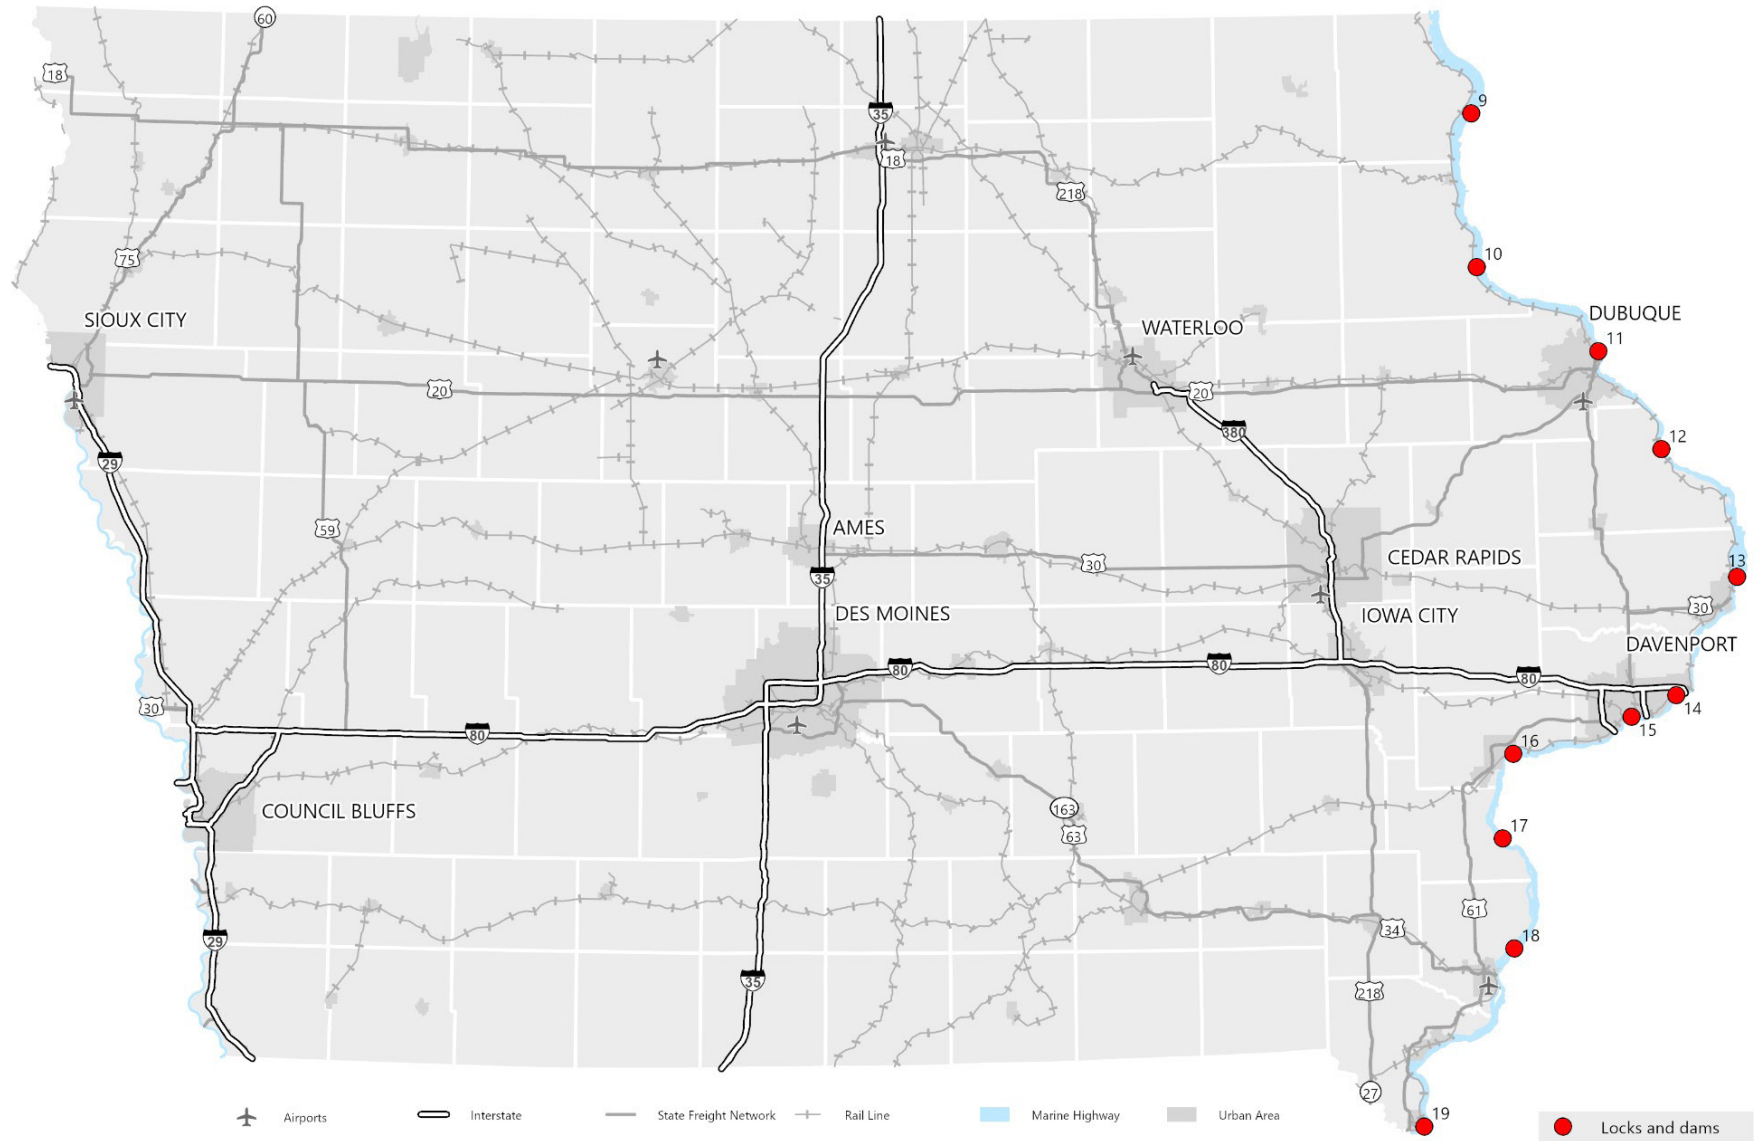 60
18
9
35
18
218
10
75
DUBUQUE
SIOUX CITY
WATERLOO
11
20
20
380
12
29
59
AMES
30
CEDAR RAPIDS
13
35
30
DES MOINES
IOWA CITY
DAVENPORT
80
80
80
30
14
15
80
16
COUNCIL BLUFFS
163
63
17
61
34
18
29
35
218
27
19
Airports
Interstate
State Freight Network
Rail Line
Marine Highway
Urban Area
Locks and dams